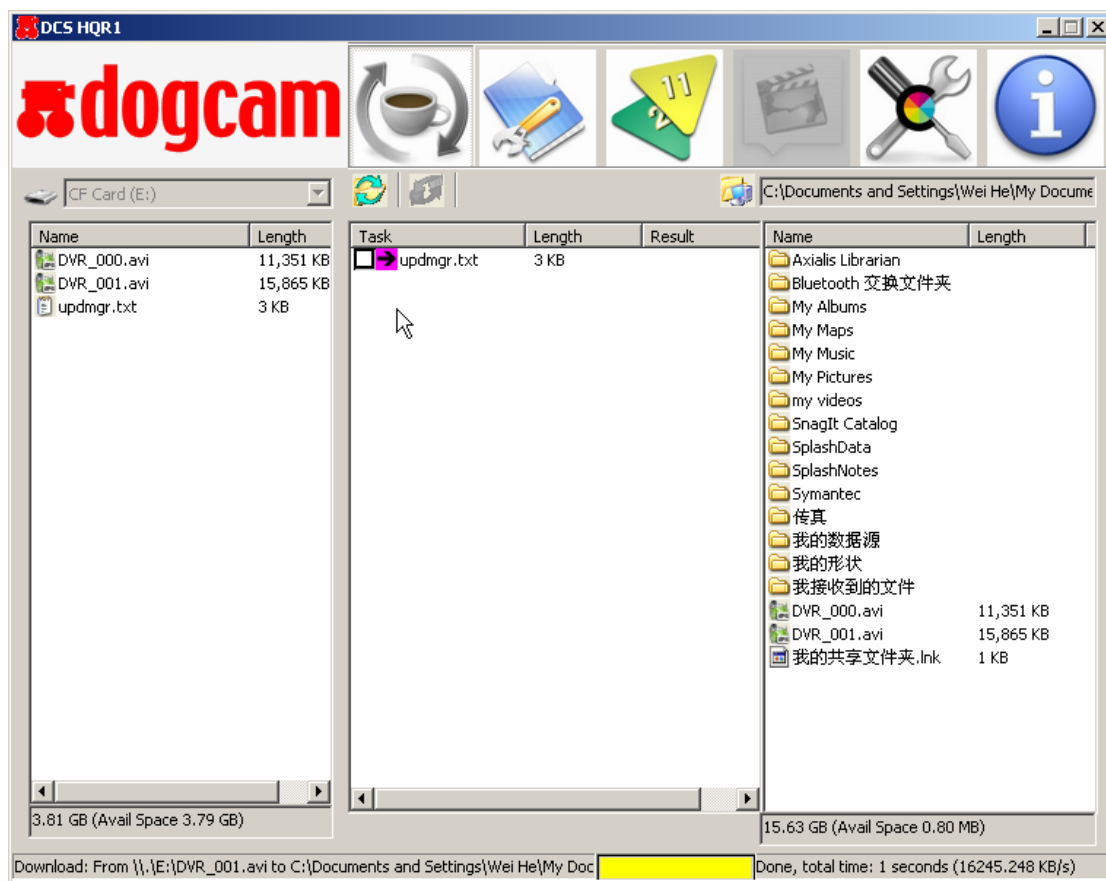 DCS HQR1
dogcam
11
2
CF Card (E:)
C:\Documents and Settings\Wei He\My Docume
Name Length
DVR_000.avi 11,351 KB
DVR_001.avi 15,865 KB
updmgr.txt 3 KB
3.81 GB (Avail Space 3.79 GB)
Task Length Result
updmgr.txt 3 KB
Name Length
Axialis Librarian
Bluetooth 交换文件夹
My Albums
My Maps
My Music
My Pictures
my videos
SnagIt Catalog
SplashData
SplashNotes
Symantec
传真
我的数据源
我的形状
我接收到的文件
DVR_000.avi 11,351 KB
DVR_001.avi 15,865 KB
我的共享文件夹.lnk 1 KB
15.63 GB (Avail Space 0.80 MB)
Download: From \\.\E:\DVR_001.avi to C:\Documents and Settings\Wei He\My Doc
Done, total time: 1 seconds (16245.248 KB/s)